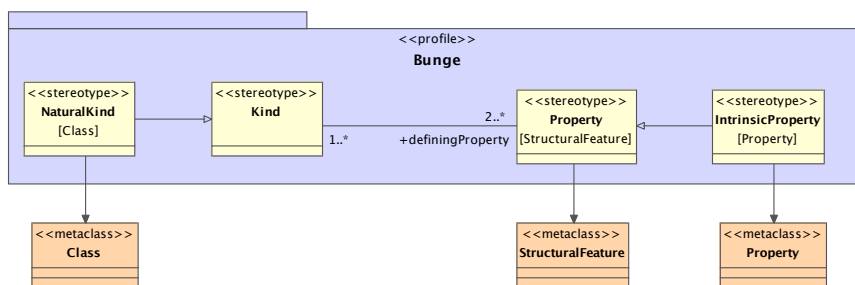 <<profile>>
Bunge
<<stereotype>>
NaturalKind
[Class]
<<stereotype>>
Kind
1..*
2..*
+definingProperty
<<stereotype>>
Property
[StructuralFeature]
<<stereotype>>
IntrinsicProperty
[Property]
<<metaclass>>
Class
<<metaclass>>
StructuralFeature
<<metaclass>>
Property